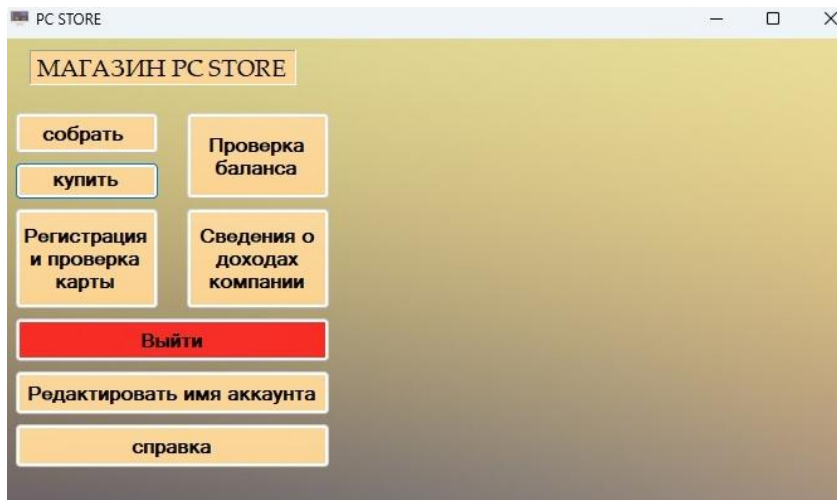 PC STORE
МАГАЗИН PC STORE
собрать
купить
Проверка
баланса
Регистрация
и проверка
карты
Сведения о
доходах
компании
Выйти
Редактировать имя аккаунта
справка